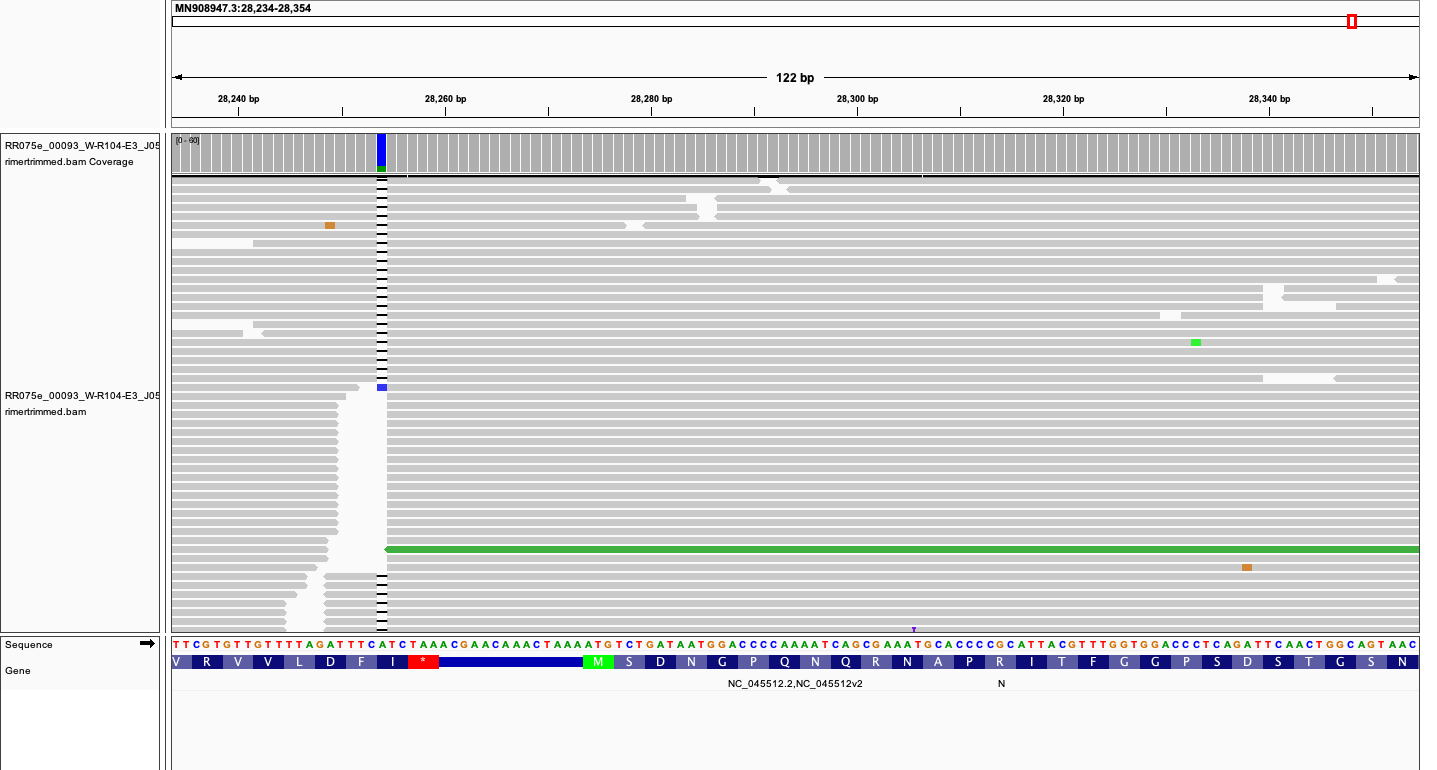 MN908947.3:28,234-28,354
122 bp
28,240 bp 28,260 bp 28,280 bp 28,300 bp 28,320 bp 28,340 bp
RR075e_00093_W-R104-E3_J05
rimertrimmed.bam Coverage
[0 - 60]
RR075e_00093_W-R104-E3_J05
rimertrimmed.bam
Sequence
T T C G T G T T G T T T T A G A T T T C A T C T A A A C G A A C A A A C T A A A A T G T C T G A T A A T G G A C C C C A A A A T C A G C G A A A T G C A C C C C G C A T T A C G T T T G G T G G A C C C T C A G A T T C A A C T G G C A G T A A C
Gene
V R V V L D F I * M S D N G P Q N Q R N A P R I T F G G P S D S T G S N
NC_045512.2,NC_045512v2 N